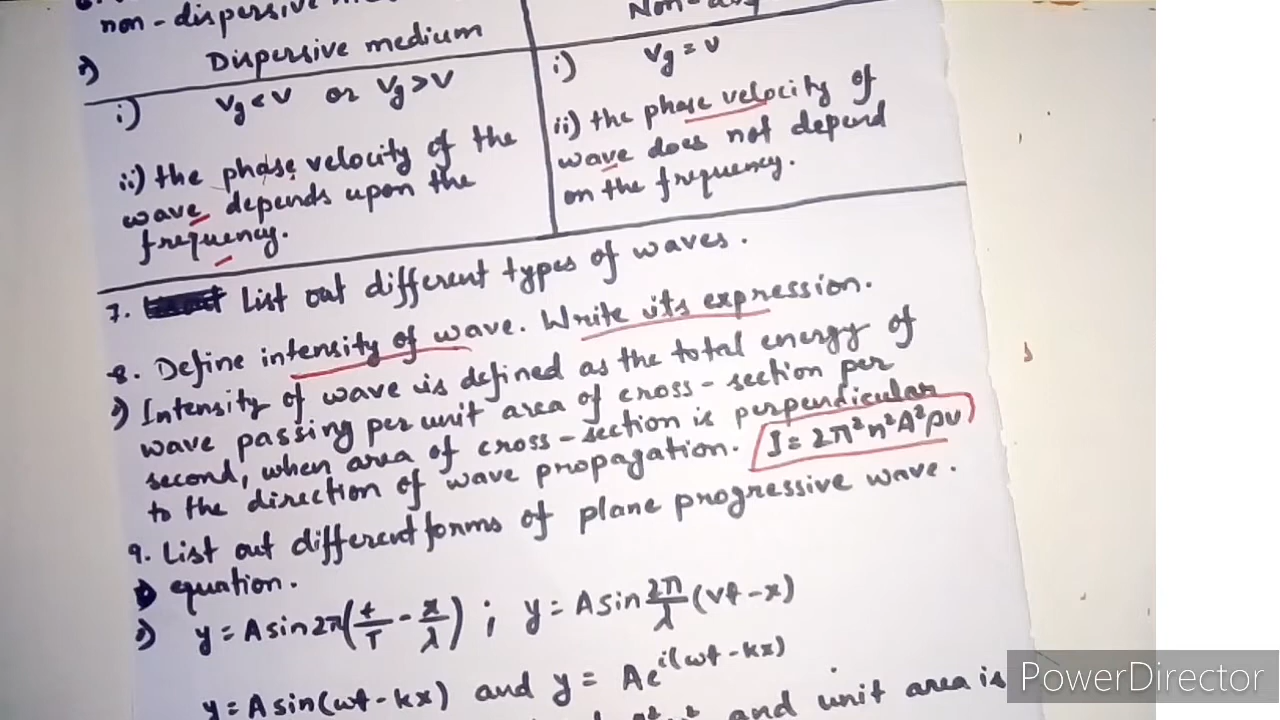 non-dispersive
Dispersive medium
i) Vg < V or Vg > V
ii) the phase velocity of the
wave depends upon the
frequency.
i) Vg = V
ii) the phase velocity of
wave does not depend
on the frequency.
7. List out different types of waves.
8. Define intensity of wave. Write its expression.
Intensity of wave is defined as the total energy of
wave passing per unit area of cross-section per
second, when area of cross-section is perpendicular
to the direction of wave propagation. I = 2π²n²A²ρv
9. List out different forms of plane progressive wave.
equation.
y = A sin 2π(t/T - x/λ) ; y = A sin 2π/λ (vt - x)
y = A sin(ωt - kx) and y = Ae^i(ωt - kx)
and unit area is
PowerDirector